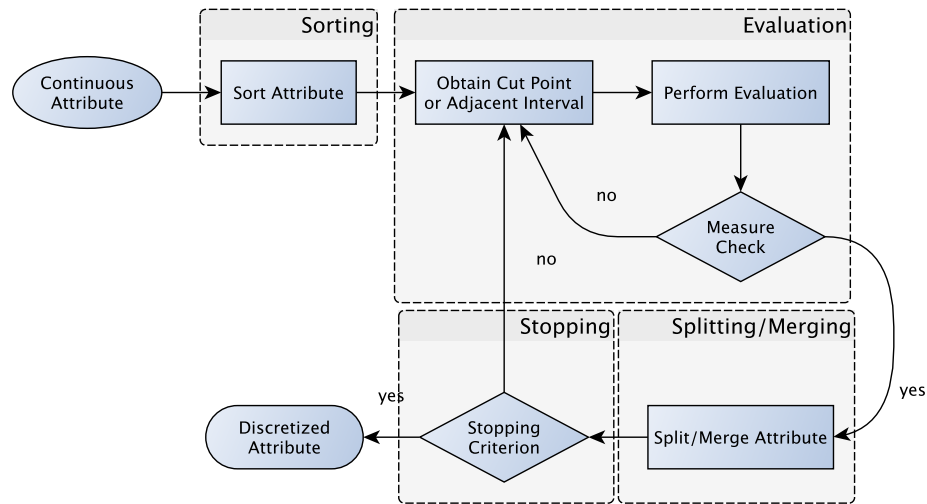 Sorting
Evaluation
Continuous
Attribute
Sort Attribute
Obtain Cut Point
or Adjacent Interval
Perform Evaluation
no
Measure
Check
no
Stopping
Splitting/Merging
yes
yes
Discretized
Attribute
Stopping
Criterion
Split/Merge Attribute